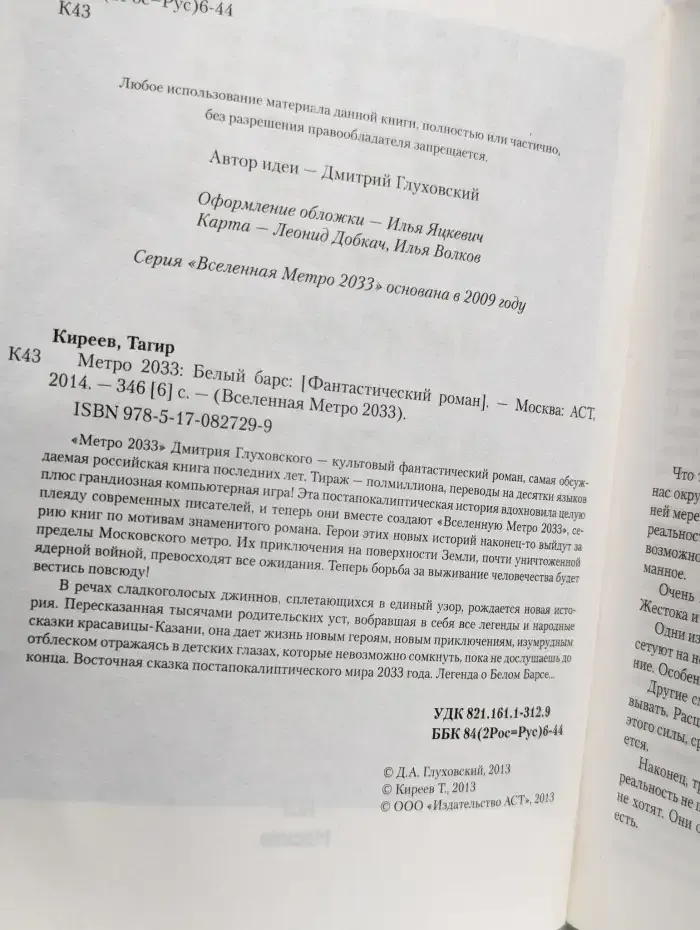 (2Рос=Рус)6-44
К43
Любое использование материала данной книги, полностью или частично,
без разрешения правообладателя запрещается.
Автор идеи — Дмитрий Глуховский
Оформление обложки — Илья Яцкевич
Карта — Леонид Добкач, Илья Волков
Серия «Вселенная Метро 2033» основана в 2009 году
Киреев, Тагир
К43 Метро 2033: Белый барс: [Фантастический роман]. — Москва: АСТ,
2014. — 346 [6] с. — (Вселенная Метро 2033).
ISBN 978-5-17-082729-9
«Метро 2033» Дмитрия Глуховского — культовый фантастический роман, самая обсуж-
даемая российская книга последних лет. Тираж — полмиллиона, переводы на десятки языков
плюс грандиозная компьютерная игра! Эта постапокалиптическая история вдохновила целую
плеяду современных писателей, и теперь они вместе создают «Вселенную Метро 2033», се-
рию книг по мотивам знаменитого романа. Герои этих новых историй наконец-то выйдут за
пределы Московского метро. Их приключения на поверхности Земли, почти уничтоженной
ядерной войной, превосходят все ожидания. Теперь борьба за выживание человечества будет
вестись повсюду!
В речах сладкоголосых джиннов, сплетающихся в единый узор, рождается новая исто-
рия. Пересказанная тысячами родительских уст, вобравшая в себя все легенды и народные
сказки красавицы-Казани, она дает жизнь новым героям, новым приключениям, изумрудным
отблеском отражаясь в детских глазах, которые невозможно сомкнуть, пока не дослушаешь до
конца. Восточная сказка постапокалиптического мира 2033 года. Легенда о Белом Барсе...
УДК 821.161.1-312.9
ББК 84(2Рос=Рус)6-44
© Д.А. Глуховский, 2013
© Киреев Т., 2013
© ООО «Издательство АСТ», 2013
Что
нас окру
ней мере
реальност
возможно
манное.
Очень
Жестока и
Одни из
сетуют на н
ние. Особен
Другие с
вывать. Расц
этого силы, ср
ется.
Наконец, тр
реальность не п
не хотят. Они с
есть.